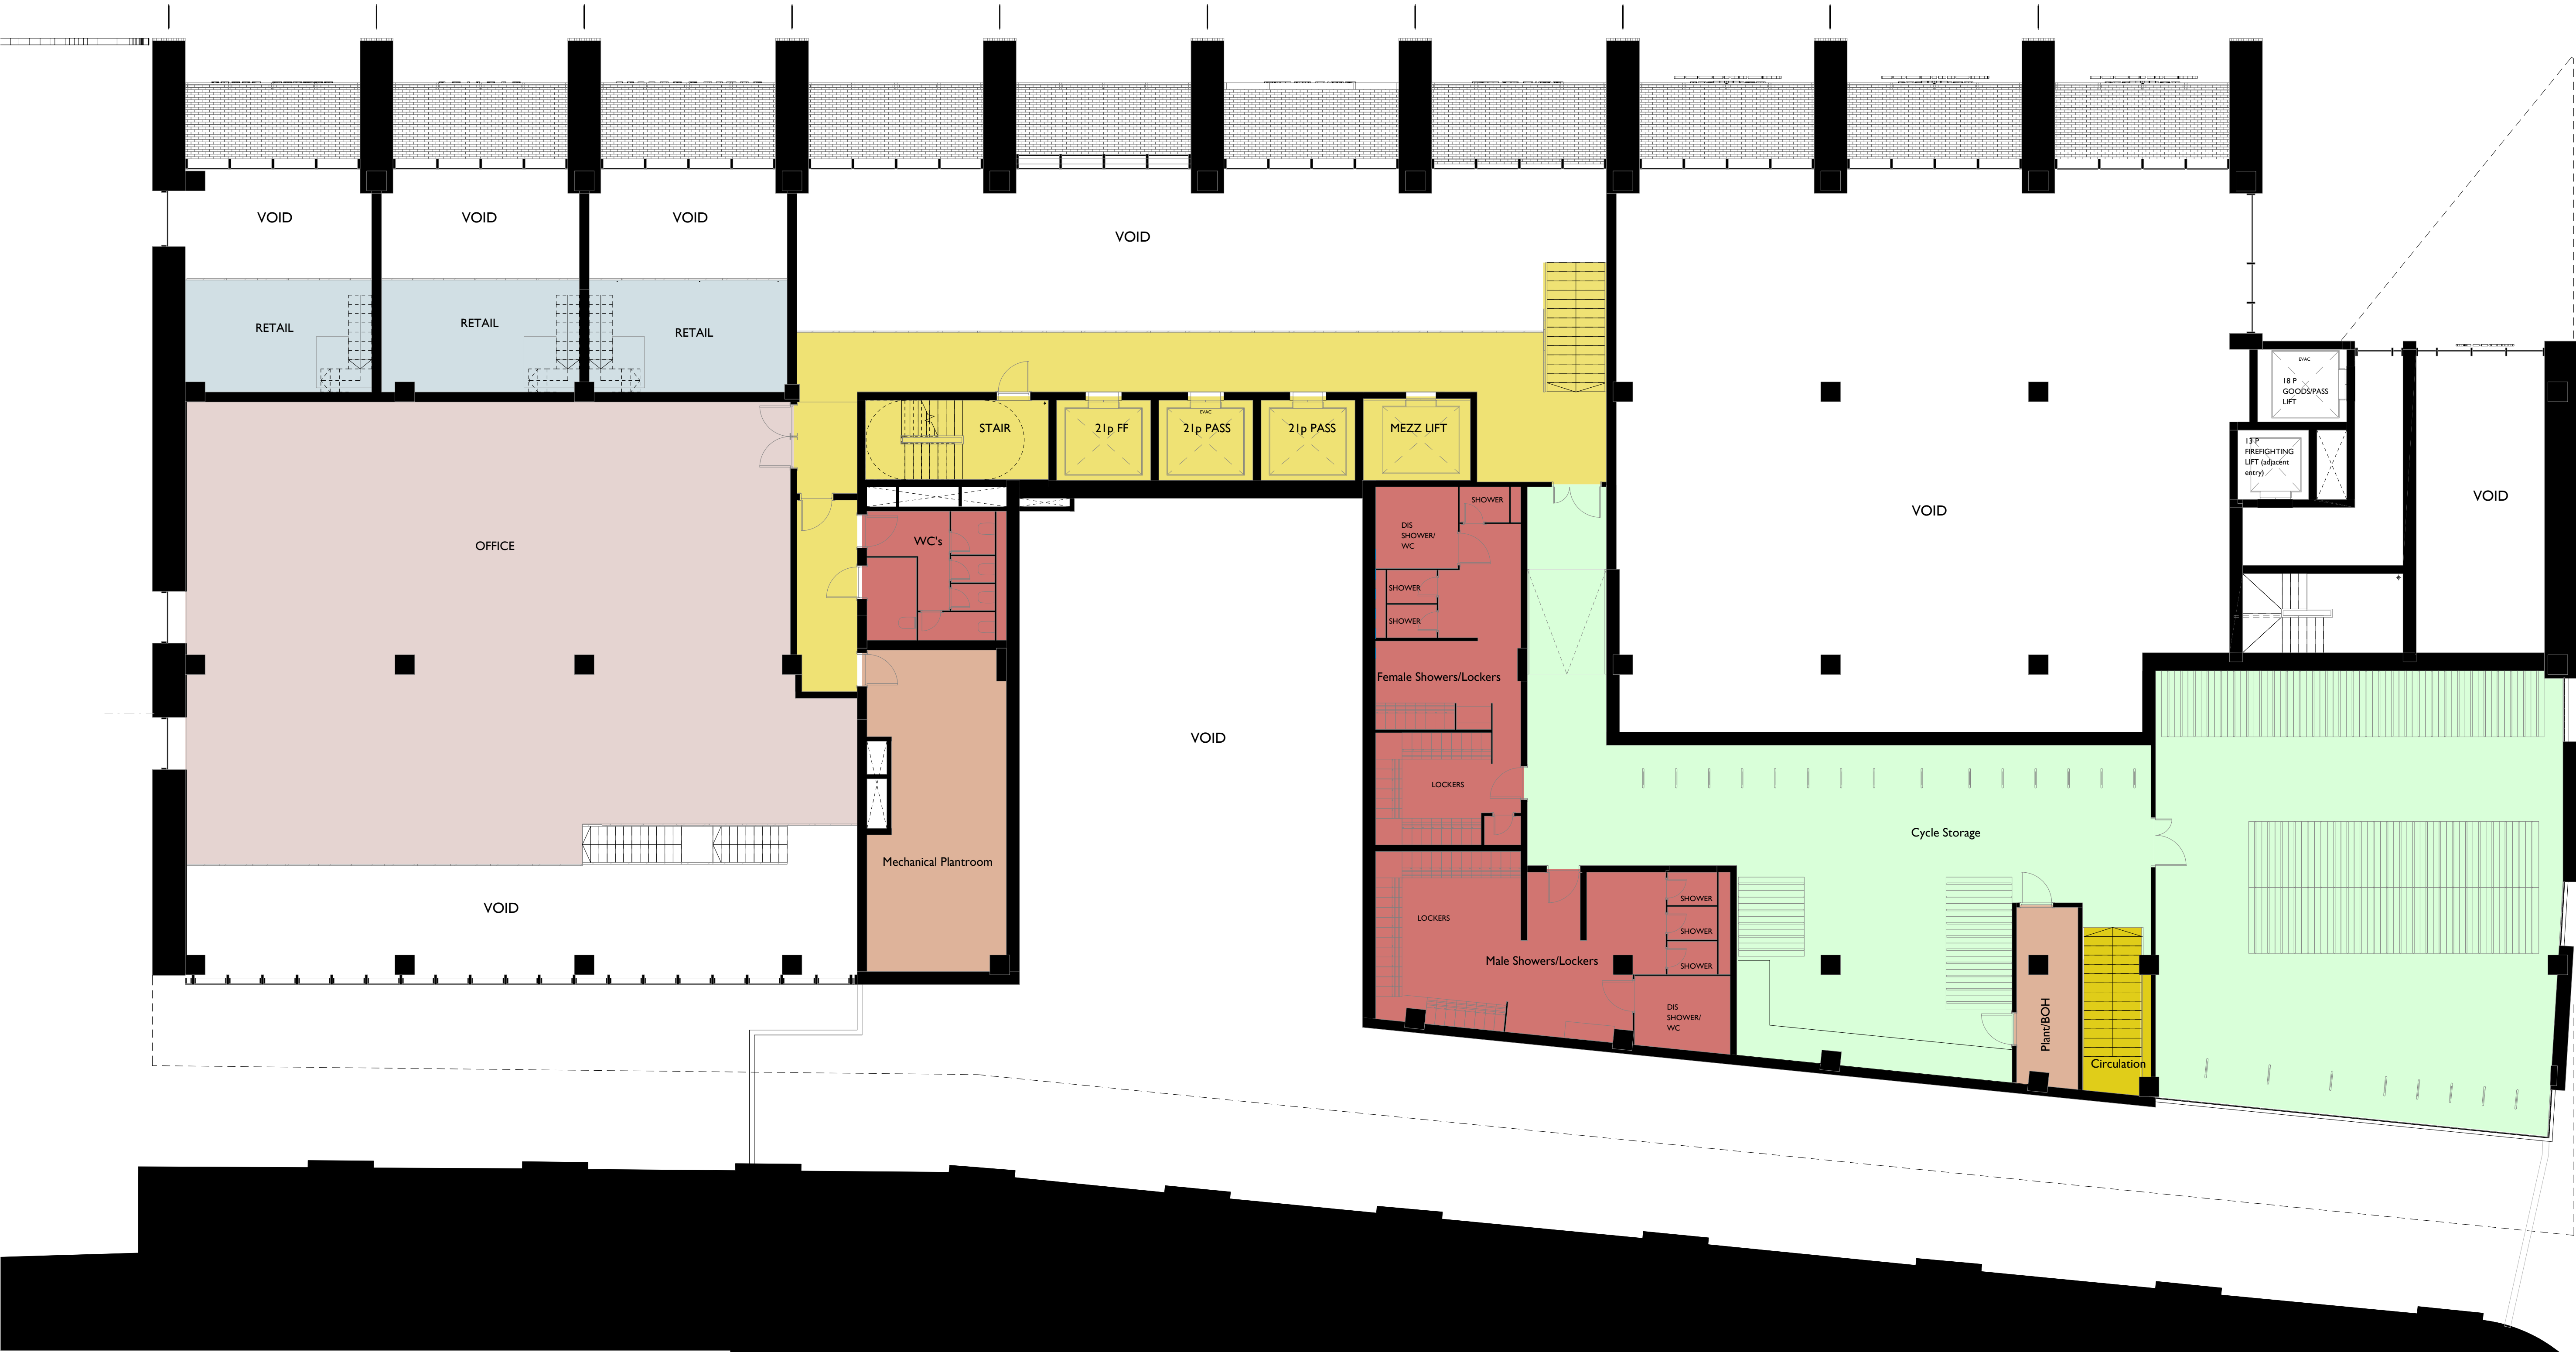 VOID
VOID
VOID
VOID
RETAIL
RETAIL
RETAIL
EVAC
18 P
GOODS/PASS
LIFT
STAIR
21p FF
EVAC
21p PASS
21p PASS
MEZZ LIFT
13 P
FIREFIGHTING
LIFT (adjacent
entry)
VOID
VOID
OFFICE
WC's
SHOWER
DIS
SHOWER/
WC
SHOWER
SHOWER
Female Showers/Lockers
VOID
LOCKERS
Cycle Storage
Mechanical Plantroom
VOID
LOCKERS
SHOWER
SHOWER
SHOWER
Male Showers/Lockers
DIS
SHOWER/
WC
Plant/BOH
Circulation